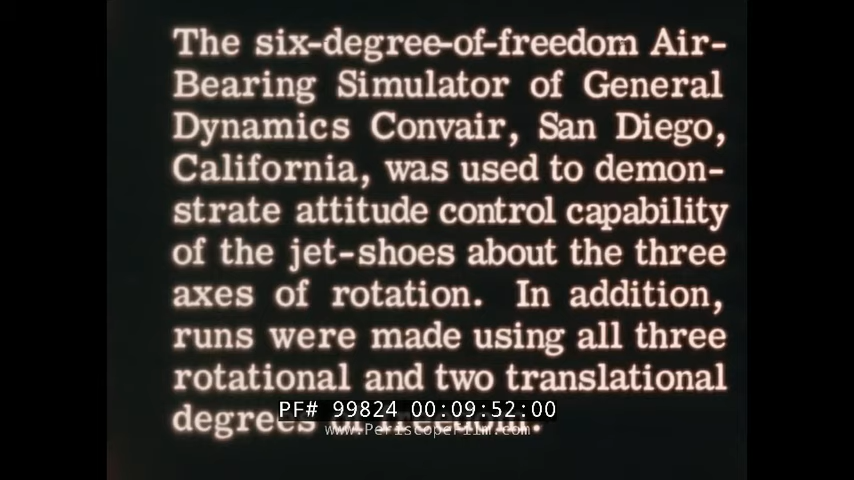 The six-degree-of-freedom Air-
Bearing Simulator of General
Dynamics Convair, San Diego,
California, was used to demon-
strate attitude control capability
of the jet-shoes about the three
axes of rotation. In addition,
runs were made using all three
rotational and two translational
degrees
PF# 99824 00:09:52:00
www.PeriscopeFilm.com